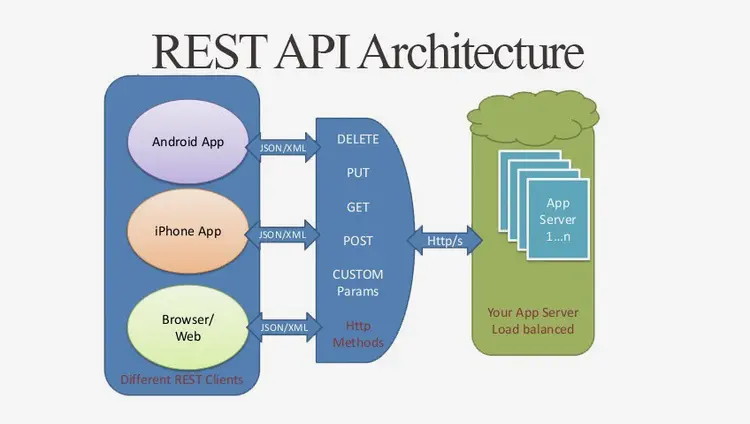 REST API Architecture
Android App
iPhone App
Browser/
Web
Different REST Clients
JSON/XML
JSON/XML
JSON/XML
DELETE
PUT
GET
POST
CUSTOM
Params
Http
Methods
Http/s
App
Server
1...n
Your App Server
Load balanced